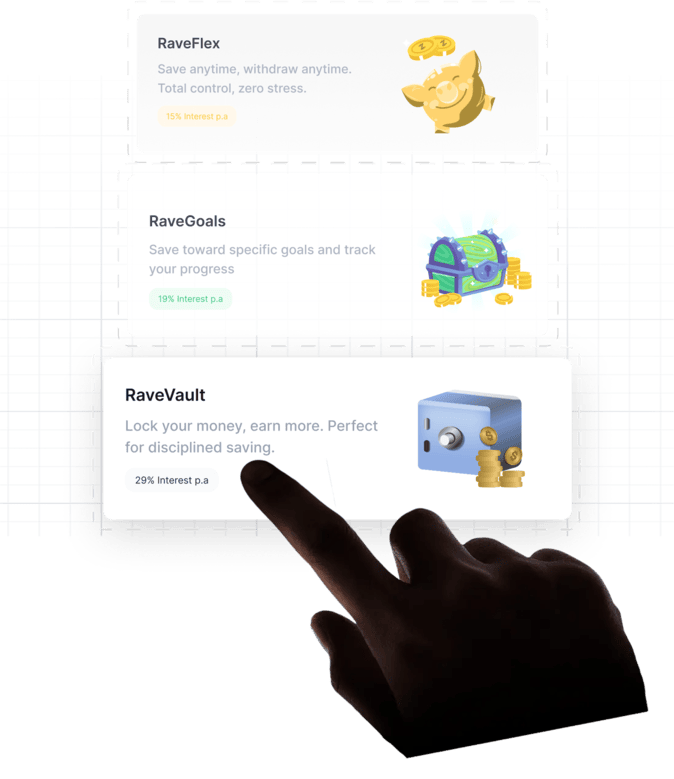 RaveFlex
Save anytime, withdraw anytime.
Total control, zero stress.
15% Interest p.a
RaveGoals
Save toward specific goals and track
your progress
19% Interest p.a
RaveVault
Lock your money, earn more. Perfect
for disciplined saving.
29% Interest p.a